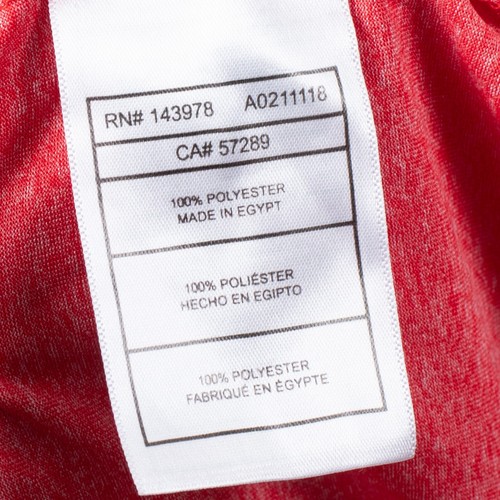 RN# 143978 A0211118
CA# 57289
100% POLYESTER
MADE IN EGYPT
100% POLIÉSTER
HECHO EN EGIPTO
100% POLYESTER
FABRIQUÉ EN ÉGYPTE